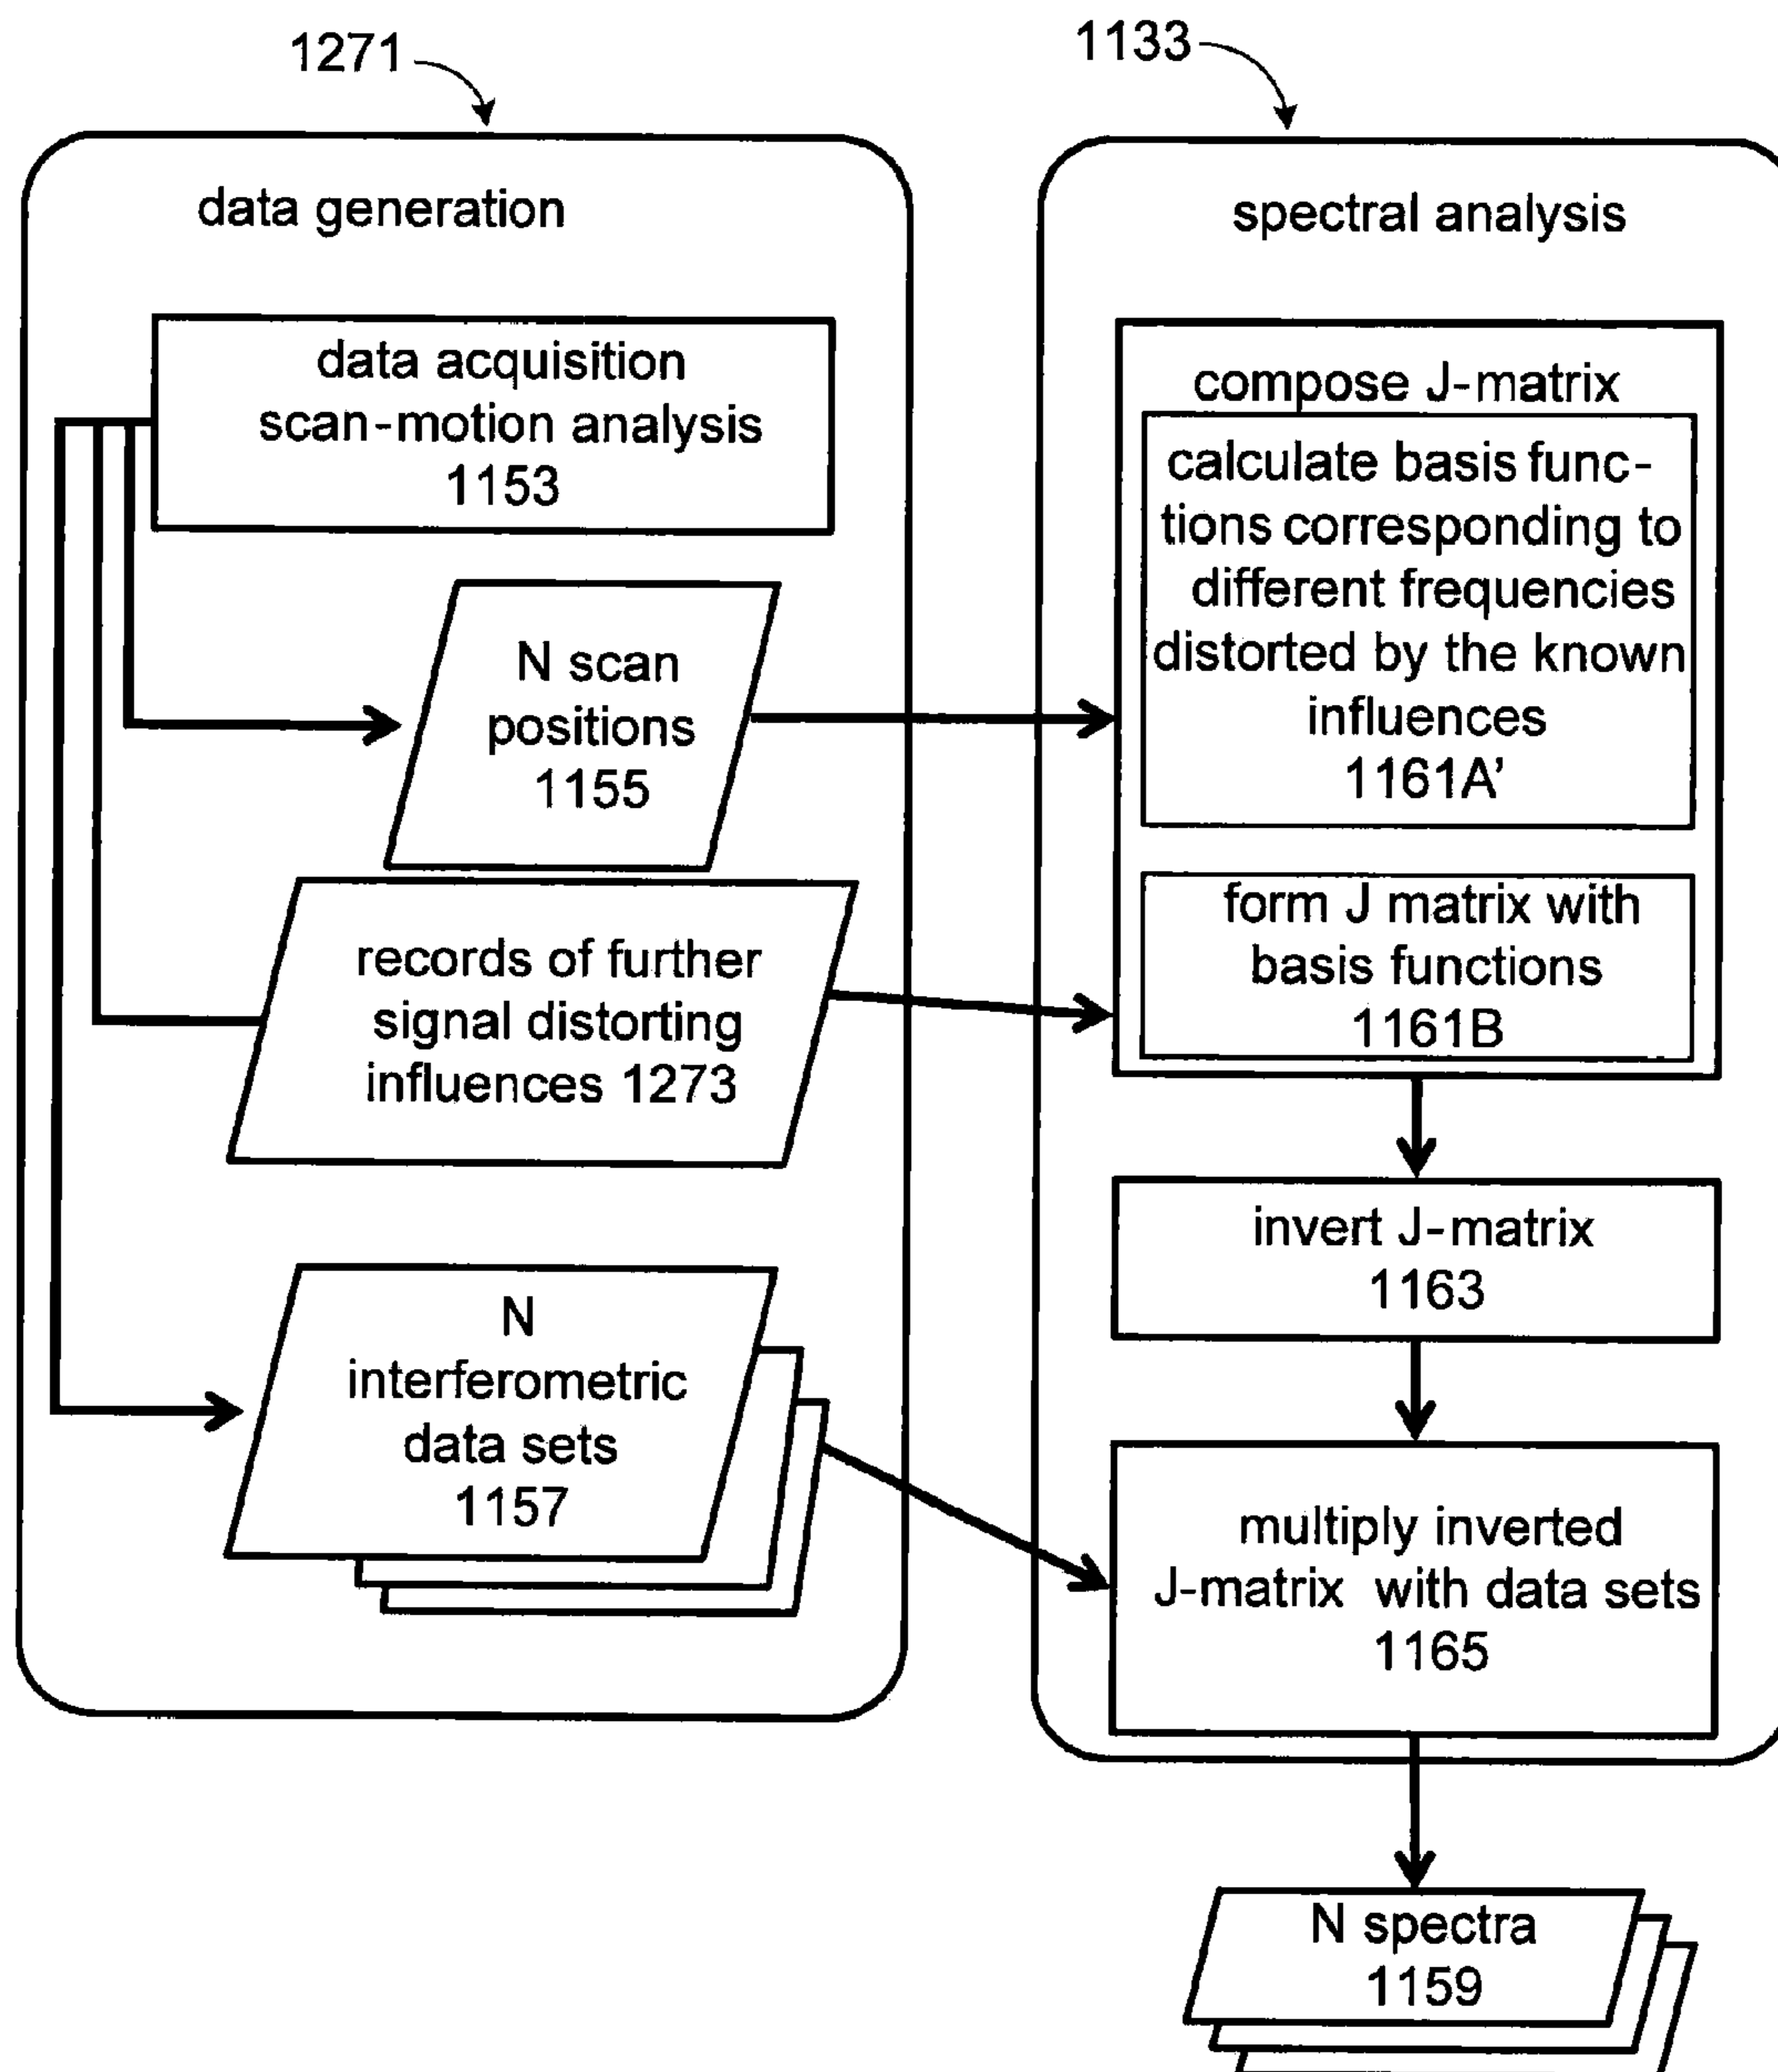 1271
1133
data generation
data acquisition
scan-motion analysis
1153
N scan
positions
1155
records of further
signal distorting
influences 1273
N
interferometric
data sets
1157
spectral analysis
compose J-matrix
calculate basis func-
tions corresponding to
different frequencies
distorted by the known
influences
1161A'
form J matrix with
basis functions
1161B
invert J-matrix
1163
multiply inverted
J-matrix with data sets
1165
N spectra
1159